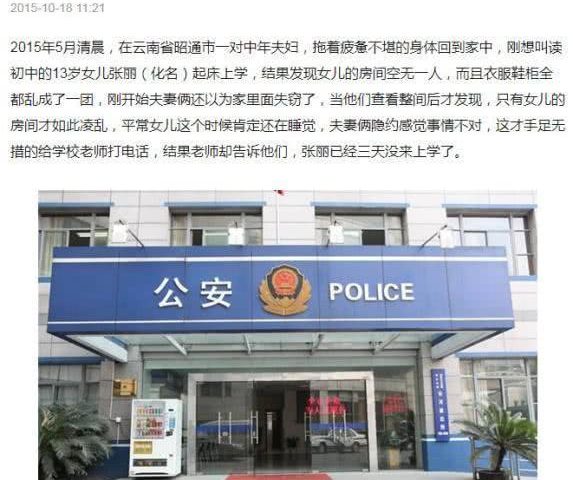 2015-10-18 11:21
2015年5月清晨，在云南省昭通市一对中年夫妇，拖着疲惫不堪的身体回到家中，刚想叫读
初中的13岁女儿张丽（化名）起床上学，结果发现女儿的房间空无一人，而且衣服鞋柜全
都乱成了一团，刚开始夫妻俩还以为家里面失窃了，当他们查看整间后才发现，只有女儿的
房间才如此凌乱，平常女儿这个时候肯定还在睡觉，夫妻俩隐约感觉事情不对，这才手足无
措的给学校老师打电话，结果老师却告诉他们，张丽已经三天没来上学了。
公安 POLICE